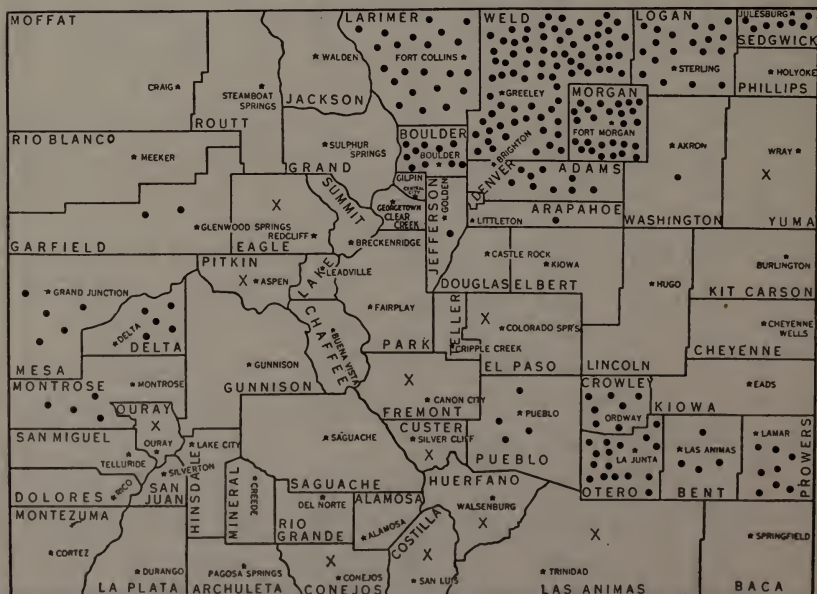 MOFFAT
CRAIG
STEAMBOAT
SPRINGS
ROUTT
WALDEN
JACKSON
LARIMER
FORT COLLINS
WELD
GREELEY
LOGAN
STERLING
JULESBURG
SEDGWICK
HOLYOKE
PHILLIPS
RIO BLANCO
MEEKER
SULPHUR
SPRINGS
GRAND
BOULDER
BOULDER
GILPIN
CENTRAL
CITY
GEORGETOWN
CLEAR
CREEK
MORGAN
FORT MORGAN
BRIGHTON
ADAMS
DENVER
ARAPAHOE
LITTLETON
AKRON
WASHINGTON
WRAY
X
YUMA
GARFIELD
GLENWOOD SPRINGS
X
REDCLIFF
EAGLE
SUMMIT
BRECKENRIDGE
JEFFERSON
GOLDEN
PITKIN
X
ASPEN
LAKE
LEADVILLE
CASTLE ROCK
DOUGLAS
KIOWA
ELBERT
HUGO
LINCOLN
BURLINGTON
KIT CARSON
GRAND JUNCTION
MESA
DELTA
DELTA
GUNNISON
GUNNISON
CHAFFEE
BUENA VISTA
FAIRPLAY
PARK
TELLER
CRIPPLE CREEK
X
COLORADO SPR'S
EL PASO
CHEYENNE
WELLS
CHEYENNE
MONTROSE
MONTROSE
OURAY
X
OURAY
X
CANON CITY
FREMONT
CROWLEY
ORDWAY
EADS
KIOWA
SAN MIGUEL
TELLURIDE
LAKE CITY
SAGUACHE
SAGUACHE
CUSTER
SILVER CLIFF
X
PUEBLO
PUEBLO
LA JUNTA
OTERO
LAS ANIMAS
BENT
LAMAR
PROWERS
DOLORES
RICO
SILVERTON
SAN
JUAN
HINSDALE
MINERAL
CREEDE
DEL NORTE
RIO
GRANDE
ALAMOSA
ALAMOSA
HUERFANO
WALSENBURG
X
MONTEZUMA
CORTEZ
DURANGO
LA PLATA
PAGOSA SPRINGS
ARCHULETA
X
CONEJOS
CONEJOS
COSTILLA
X
SAN LUIS
X
TRINIDAD
LAS ANIMAS
SPRINGFIELD
BACA